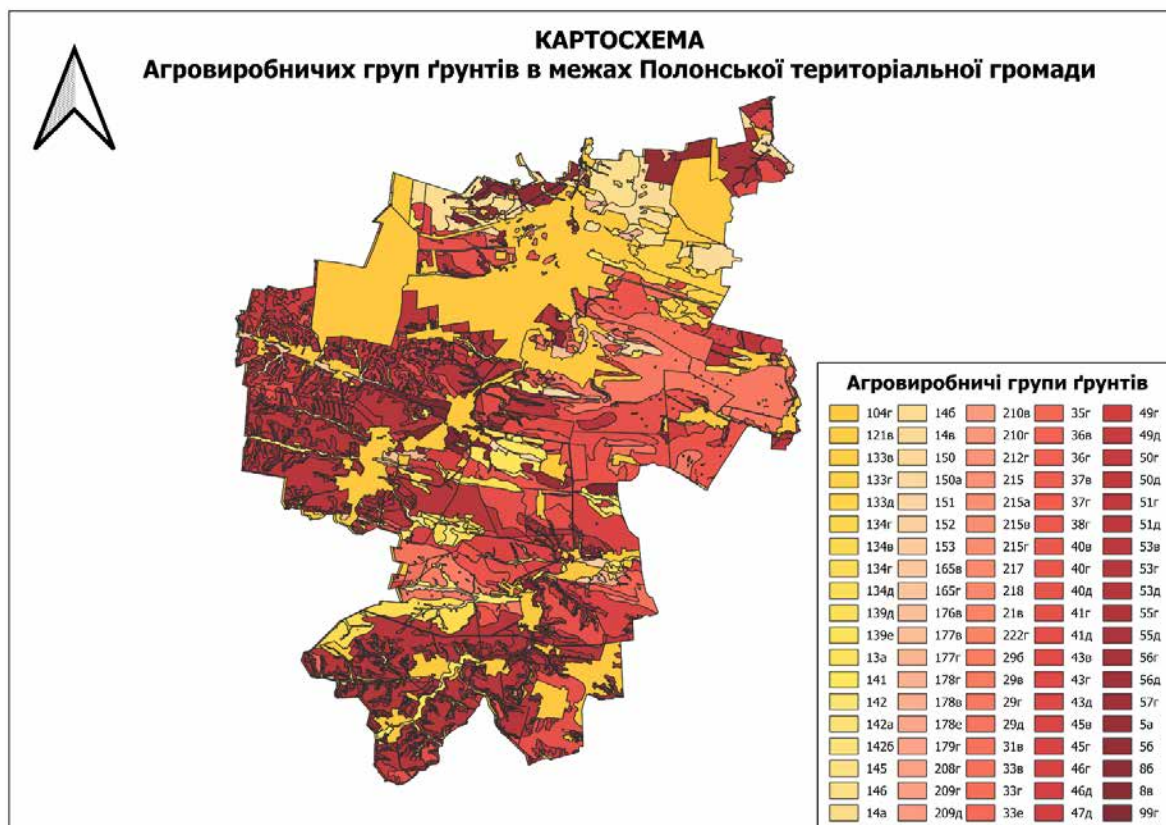 КАРТОСХЕМА
Агровиробничих груп ґрунтів в межах Полонської територіальної громади
Агровиробничі групи ґрунтів
104г 14б 210в 35г 49г
121в 14в 210г 36в 49д
133в 150 212г 36г 50г
133г 150а 215 37в 50д
133д 151 215а 37г 51г
134г 152 215в 38г 51д
134в 153 215г 40в 53в
134г 165в 217 40г 53г
134д 165г 218 40д 53д
139д 176в 21в 41г 55г
139е 177в 222г 41д 55д
13а 177г 29б 43в 56г
141 178г 29в 43г 56д
142 178в 29г 43д 57г
142а 178е 29д 45в 5а
142б 179г 31в 45г 5б
145 208г 33в 46г 8б
146 209г 33г 46д 8в
14а 209д 33е 47д 99г